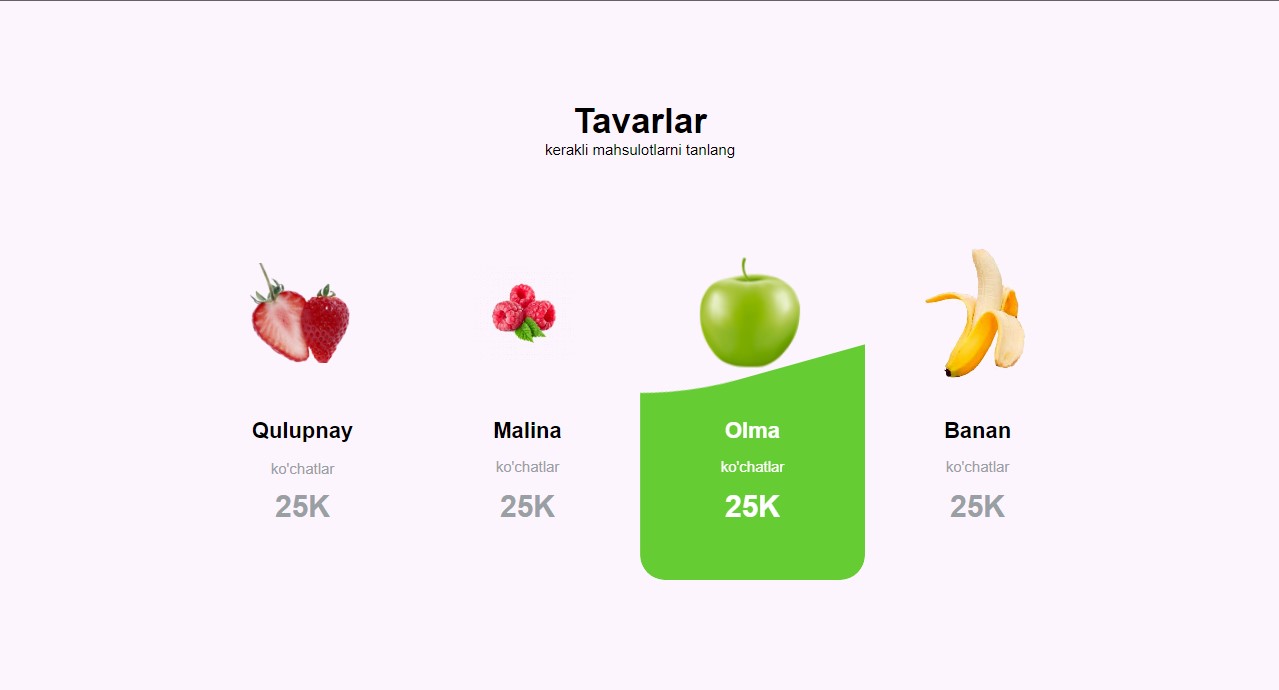 Tavarlar
kerakli mahsulotlarni tanlang
Qulupnay
ko'chatlar
25K
Malina
ko'chatlar
25K
Olma
ko'chatlar
25K
Banan
ko'chatlar
25K